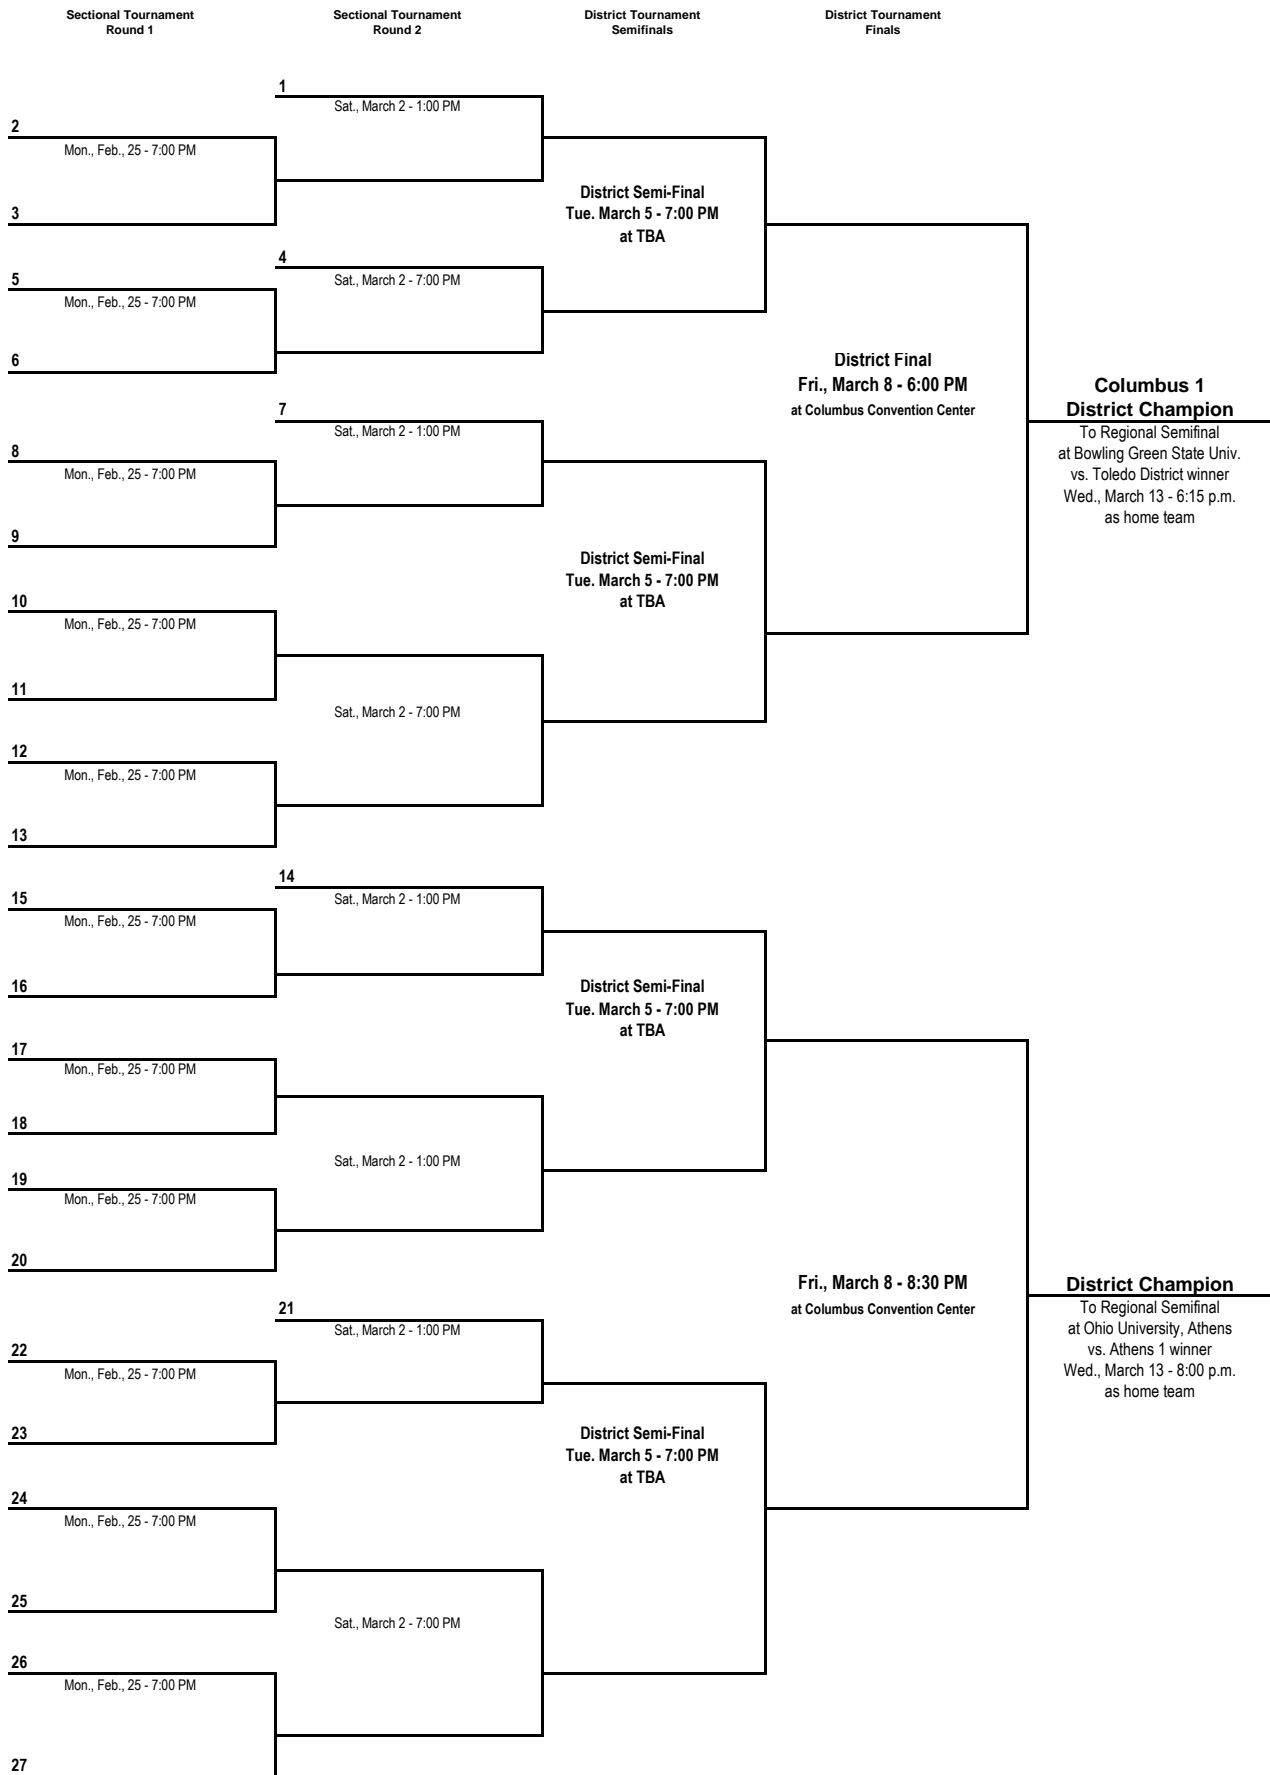 Sectional Tournament
Round 1
Sectional Tournament
Round 2
District Tournament
Semifinals
District Tournament
Finals
1
Sat., March 2 - 1:00 PM
2
Mon., Feb., 25 - 7:00 PM
District Semi-Final
Tue. March 5 - 7:00 PM
at TBA
3
4
Sat., March 2 - 7:00 PM
5
Mon., Feb., 25 - 7:00 PM
6
District Final
Fri., March 8 - 6:00 PM
at Columbus Convention Center
Columbus 1
District Champion
To Regional Semifinal
at Bowling Green State Univ.
vs. Toledo District winner
Wed., March 13 - 6:15 p.m.
as home team
7
Sat., March 2 - 1:00 PM
8
Mon., Feb., 25 - 7:00 PM
9
District Semi-Final
Tue. March 5 - 7:00 PM
at TBA
10
Mon., Feb., 25 - 7:00 PM
11
Sat., March 2 - 7:00 PM
12
Mon., Feb., 25 - 7:00 PM
13
14
Sat., March 2 - 1:00 PM
15
Mon., Feb., 25 - 7:00 PM
16
District Semi-Final
Tue. March 5 - 7:00 PM
at TBA
17
Mon., Feb., 25 - 7:00 PM
18
Sat., March 2 - 1:00 PM
19
Mon., Feb., 25 - 7:00 PM
20
Fri., March 8 - 8:30 PM
at Columbus Convention Center
District Champion
To Regional Semifinal
at Ohio University, Athens
vs. Athens 1 winner
Wed., March 13 - 8:00 p.m.
as home team
21
Sat., March 2 - 1:00 PM
22
Mon., Feb., 25 - 7:00 PM
23
District Semi-Final
Tue. March 5 - 7:00 PM
at TBA
24
Mon., Feb., 25 - 7:00 PM
25
Sat., March 2 - 7:00 PM
26
Mon., Feb., 25 - 7:00 PM
27